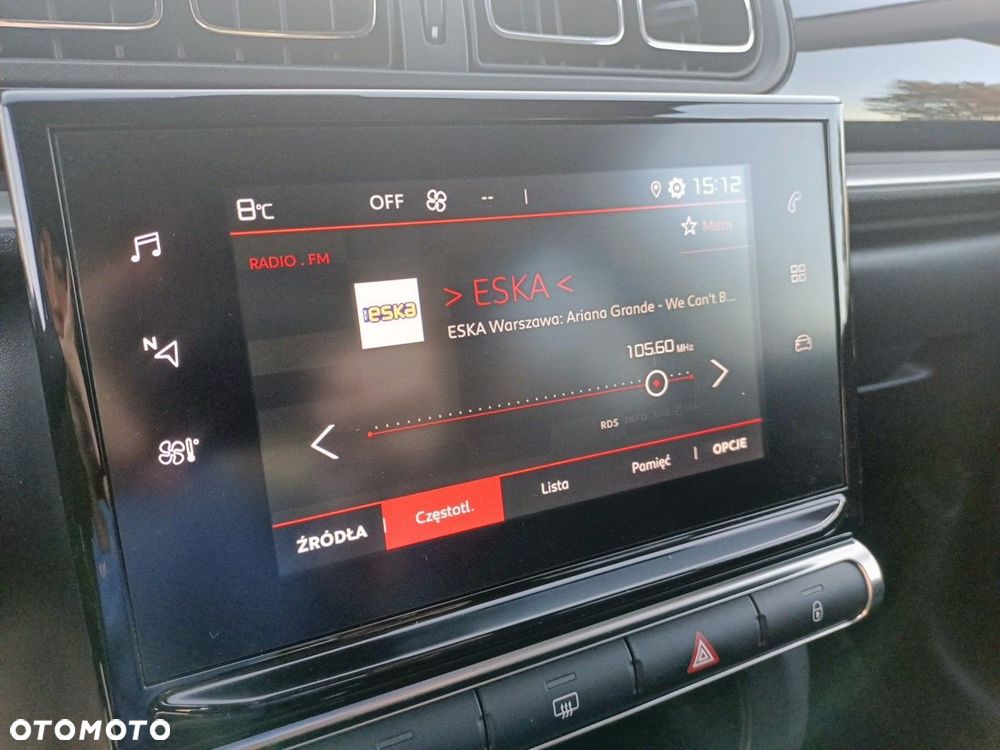 8°C OFF -- 15:12
Mem
RADIO . FM
> ESKA <
eska
ESKA Warszawa: Ariana Grande - We Can't B...
105.60 MHz
N
RDS INFO
ŹRÓDŁA Częstotl. Lista Pamięć OPCJE
OTOMOTO